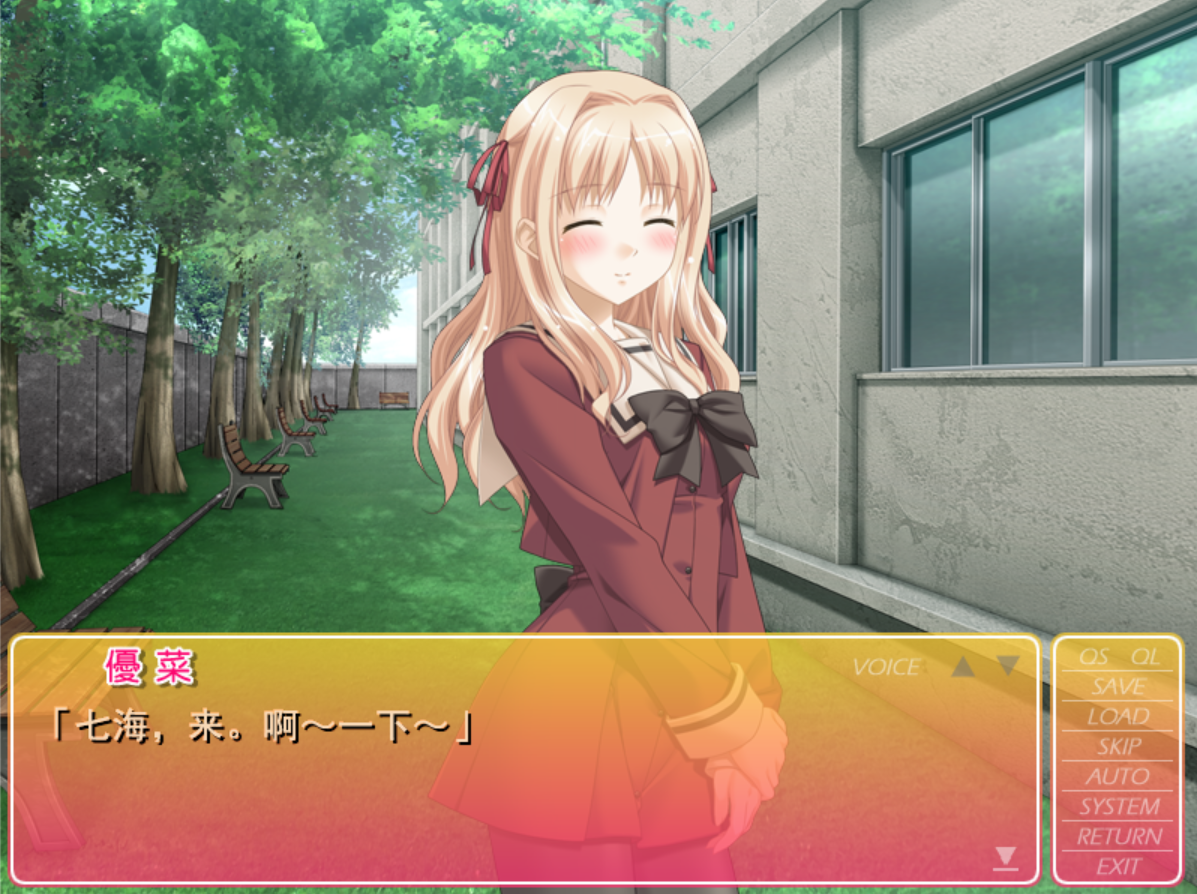 優菜
VOICE
「七海，来。啊～一下～」
QS QL
SAVE
LOAD
SKIP
AUTO
SYSTEM
RETURN
EXIT